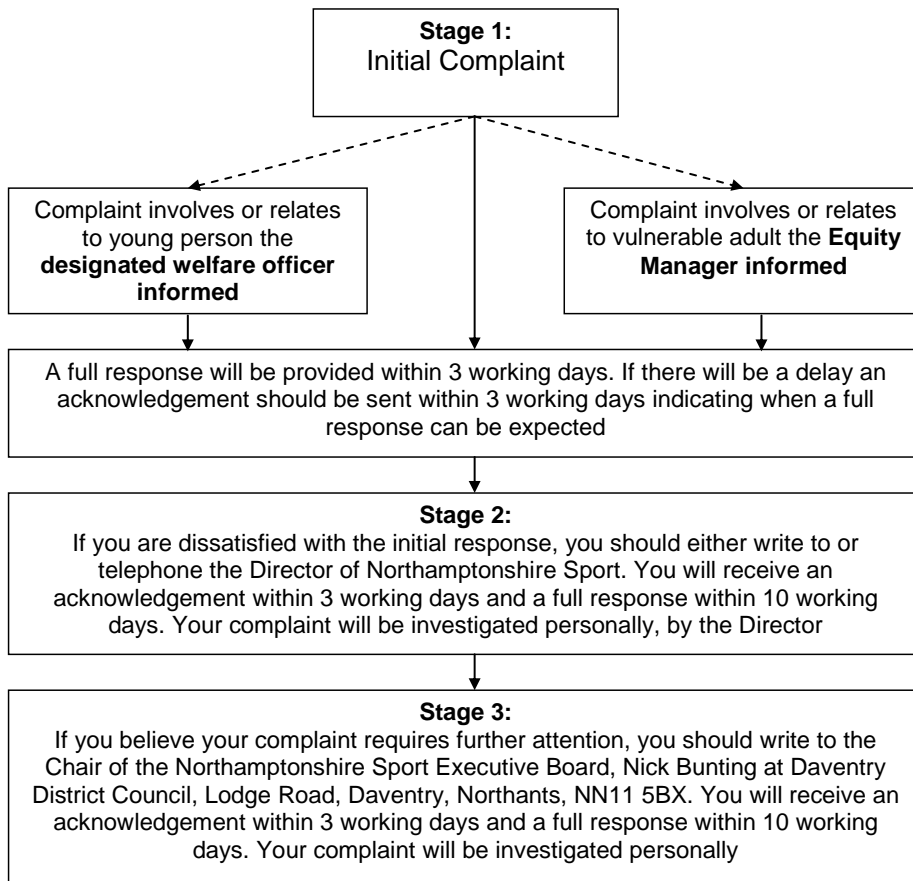 Stage 1:
Initial Complaint
Complaint involves or relates
to young person the
designated welfare officer
informed
Complaint involves or relates
to vulnerable adult the Equity
Manager informed
A full response will be provided within 3 working days. If there will be a delay an
acknowledgement should be sent within 3 working days indicating when a full
response can be expected
Stage 2:
If you are dissatisfied with the initial response, you should either write to or
telephone the Director of Northamptonshire Sport. You will receive an
acknowledgement within 3 working days and a full response within 10 working
days. Your complaint will be investigated personally, by the Director
Stage 3:
If you believe your complaint requires further attention, you should write to the
Chair of the Northamptonshire Sport Executive Board, Nick Bunting at Daventry
District Council, Lodge Road, Daventry, Northants, NN11 5BX. You will receive an
acknowledgement within 3 working days and a full response within 10 working
days. Your complaint will be investigated personally